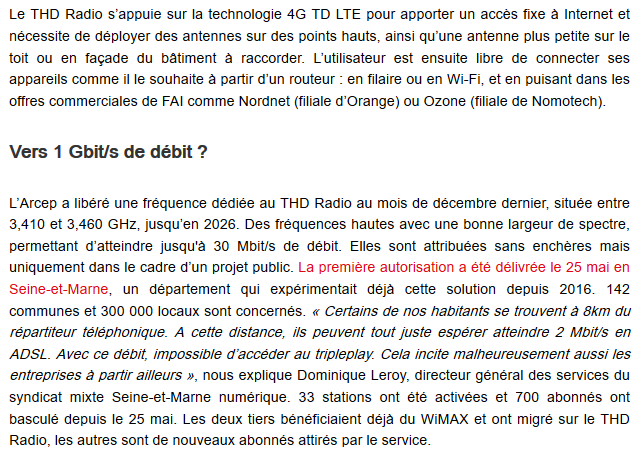 Le THD Radio s'appuie sur la technologie 4G TD LTE pour apporter un accès fixe à Internet et
nécessite de déployer des antennes sur des points hauts, ainsi qu'une antenne plus petite sur le
toit ou en façade du bâtiment à raccorder. L'utilisateur est ensuite libre de connecter ses
appareils comme il le souhaite à partir d'un routeur : en filaire ou en Wi-Fi, et en puisant dans les
offres commerciales de FAI comme Nordnet (filiale d'Orange) ou Ozone (filiale de Nomotech).
Vers 1 Gbit/s de débit ?
L'Arcep a libéré une fréquence dédiée au THD Radio au mois de décembre dernier, située entre
3,410 et 3,460 GHz, jusqu'en 2026. Des fréquences hautes avec une bonne largeur de spectre,
permettant d'atteindre jusqu'à 30 Mbit/s de débit. Elles sont attribuées sans enchères mais
uniquement dans le cadre d'un projet public. La première autorisation a été délivrée le 25 mai en
Seine-et-Marne, un département qui expérimentait déjà cette solution depuis 2016. 142
communes et 300 000 locaux sont concernés. « Certains de nos habitants se trouvent à 8km du
répartiteur téléphonique. A cette distance, ils peuvent tout juste espérer atteindre 2 Mbit/s en
ADSL. Avec ce débit, impossible d'accéder au tripleplay. Cela incite malheureusement aussi les
entreprises à partir ailleurs », nous explique Dominique Leroy, directeur général des services du
syndicat mixte Seine-et-Marne numérique. 33 stations ont été activées et 700 abonnés ont
basculé depuis le 25 mai. Les deux tiers bénéficiaient déjà du WiMAX et ont migré sur le THD
Radio, les autres sont de nouveaux abonnés attirés par le service.